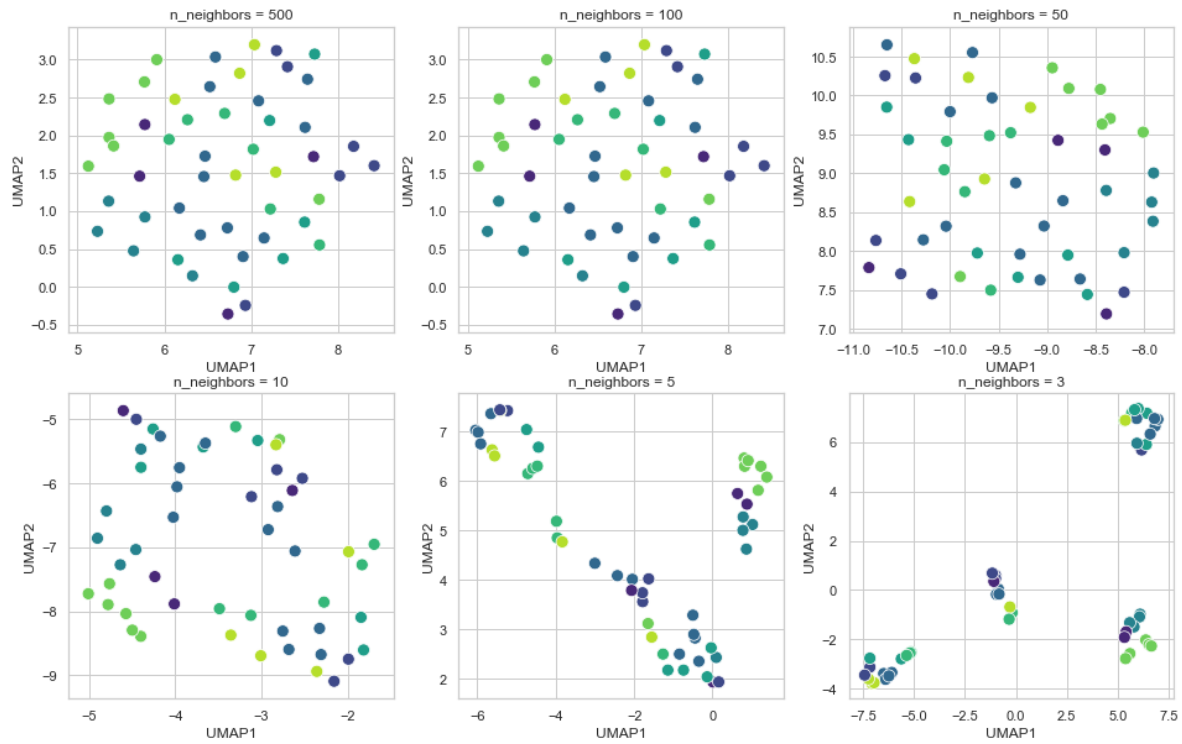 n_neighbors = 500
UMAP2
3.0
2.5
2.0
1.5
1.0
0.5
0.0
−0.5
5 6 7 8
UMAP1
n_neighbors = 100
UMAP2
3.0
2.5
2.0
1.5
1.0
0.5
0.0
−0.5
5 6 7 8
UMAP1
n_neighbors = 50
UMAP2
10.5
10.0
9.5
9.0
8.5
8.0
7.5
7.0
−11.0 −10.5 −10.0 −9.5 −9.0 −8.5 −8.0
UMAP1
n_neighbors = 10
UMAP2
−5
−6
−7
−8
−9
−5 −4 −3 −2
UMAP1
n_neighbors = 5
UMAP2
7
6
5
4
3
2
−6 −4 −2 0
UMAP1
n_neighbors = 3
UMAP2
6
4
2
0
−2
−4
−7.5 −5.0 −2.5 0.0 2.5 5.0 7.5
UMAP1